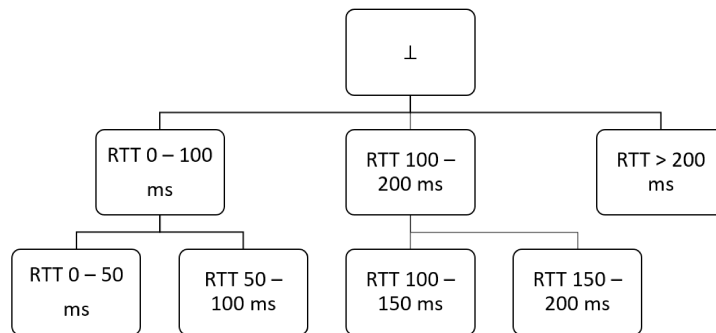 ⊥
RTT 0 – 100
ms
RTT 100 –
200 ms
RTT > 200
ms
RTT 0 – 50
ms
RTT 50 –
100 ms
RTT 100 –
150 ms
RTT 150 –
200 ms